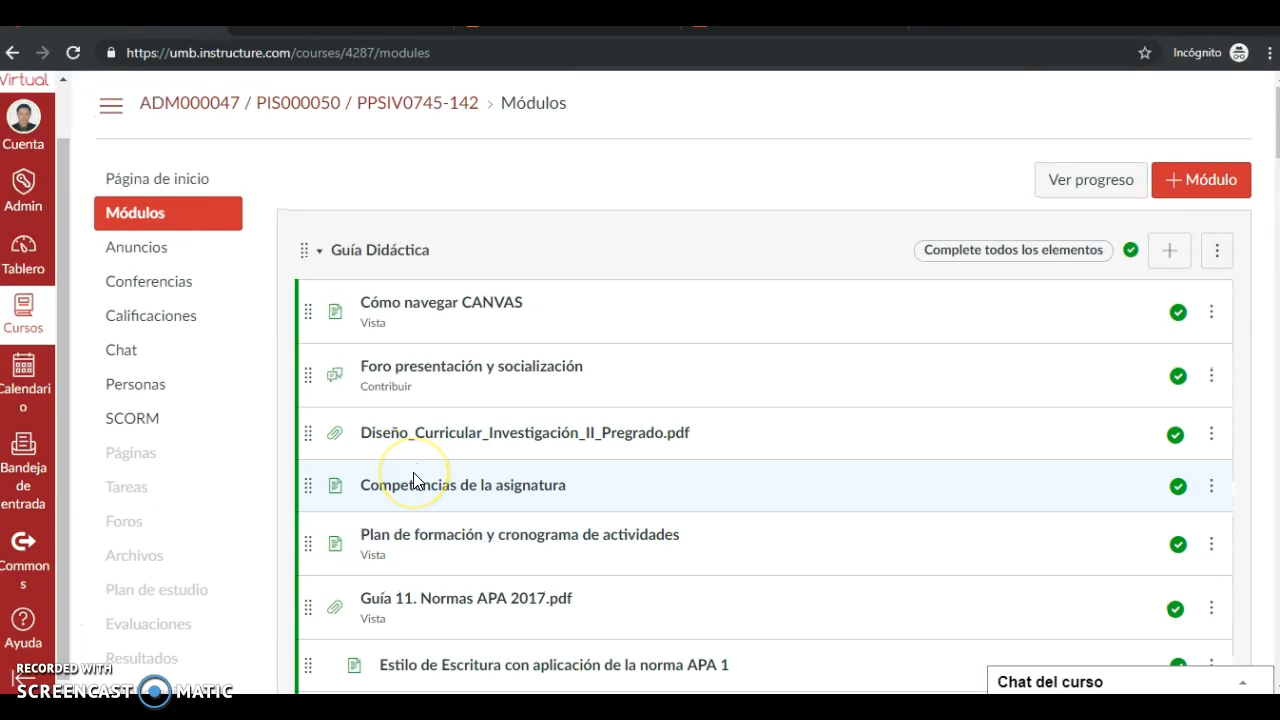 https://umb.instructure.com/courses/4287/modules
Incógnito
Virtual
ADM000047 / PIS000050 / PPSIV0745-142 › Módulos
Cuenta
Admin
Tablero
Cursos
Calendari
o
Bandeja
de
entrada
Common
s
Ayuda
Página de inicio
Módulos
Anuncios
Conferencias
Calificaciones
Chat
Personas
SCORM
Páginas
Tareas
Foros
Archivos
Plan de estudio
Evaluaciones
Resultados
Ver progreso
+ Módulo
Guía Didáctica
Complete todos los elementos
Cómo navegar CANVAS
Vista
Foro presentación y socialización
Contribuir
Diseño_Curricular_Investigación_II_Pregrado.pdf
Competencias de la asignatura
Plan de formación y cronograma de actividades
Vista
Guía 11. Normas APA 2017.pdf
Vista
Estilo de Escritura con aplicación de la norma APA 1
Chat del curso
RECORDED WITH
SCREENCAST MATIC